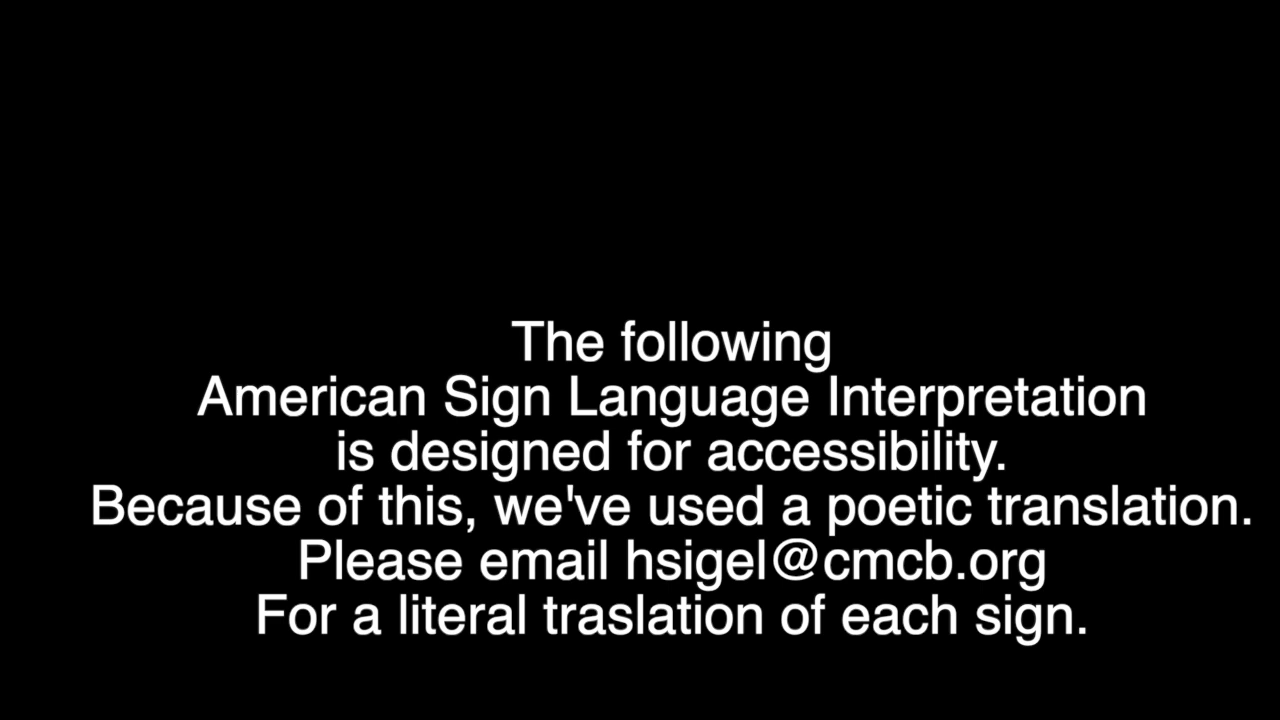 The following
American Sign Language Interpretation
is designed for accessibility.
Because of this, we've used a poetic translation.
Please email hsigel@cmcb.org
For a literal traslation of each sign.